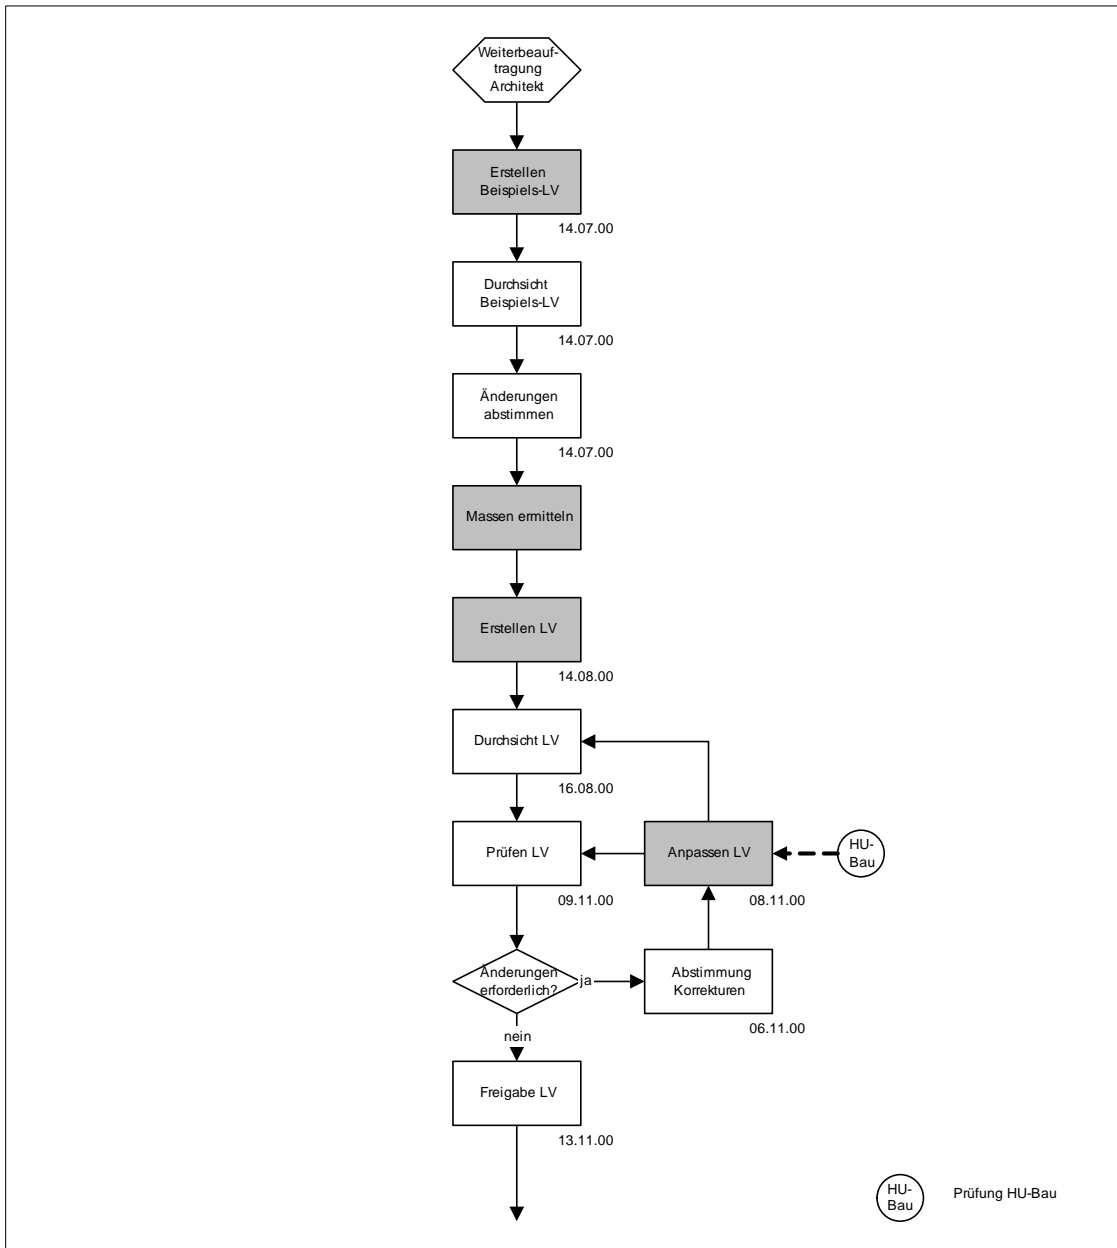 Weiterbeauf-
tragung
Architekt
Erstellen
Beispiels-LV
14.07.00
Durchsicht
Beispiels-LV
14.07.00
Änderungen
abstimmen
14.07.00
Massen ermitteln
Erstellen LV
14.08.00
Durchsicht LV
16.08.00
Prüfen LV
09.11.00
Anpassen LV
08.11.00
HU-
Bau
Änderungen
erforderlich?
ja
Abstimmung
Korrekturen
06.11.00
nein
Freigabe LV
13.11.00
HU-
Bau
Prüfung HU-Bau